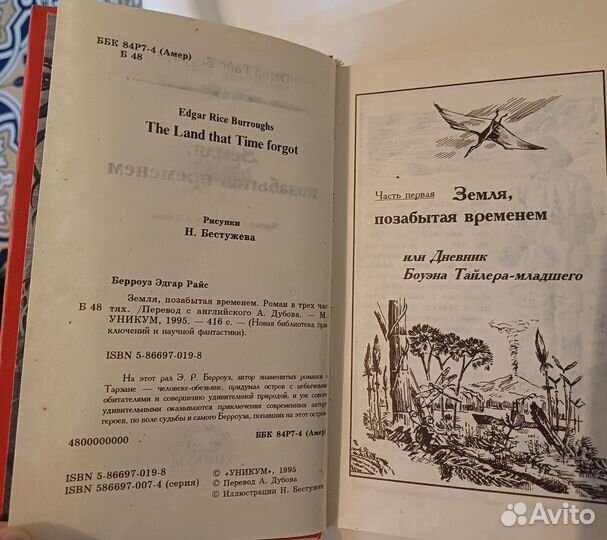 ББК 84Р7-4 (Амер)
Б 48
Edgar Rice Burroughs
The Land that Time forgot
Рисунки
Н. Бестужева
Берроуз Эдгар Райс
Б 48
Земля, позабытая временем. Роман в трех час-
тях. /Перевод с английского А. Дубова. — М.
УНИКУМ, 1995. — 416 с. — (Новая библиотека при-
ключений и научной фантастики).
ISBN 5-86697-019-8
На этот раз Э. Р. Берроуз, автор знаменитых романов о
Тарзане — человеке-обезьяне, придумал остров с необычными
обитателями и совершенно удивительной природой, и уж совсем
удивительными оказываются приключения современных автору
героев, по воле судьбы и самого Берроуза, попавших на этот остров
4800000000
ББК 84Р7-4 (Амер)
ISBN 5-86697-019-8
ISBN 586697-007-4 (серия)
© «УНИКУМ», 1995
© Перевод А. Дубова
© Иллюстрации Н. Бестужев
Часть первая Земля,
позабытая временем
или Дневник
Боуэна Тайлера-младшего
Avito